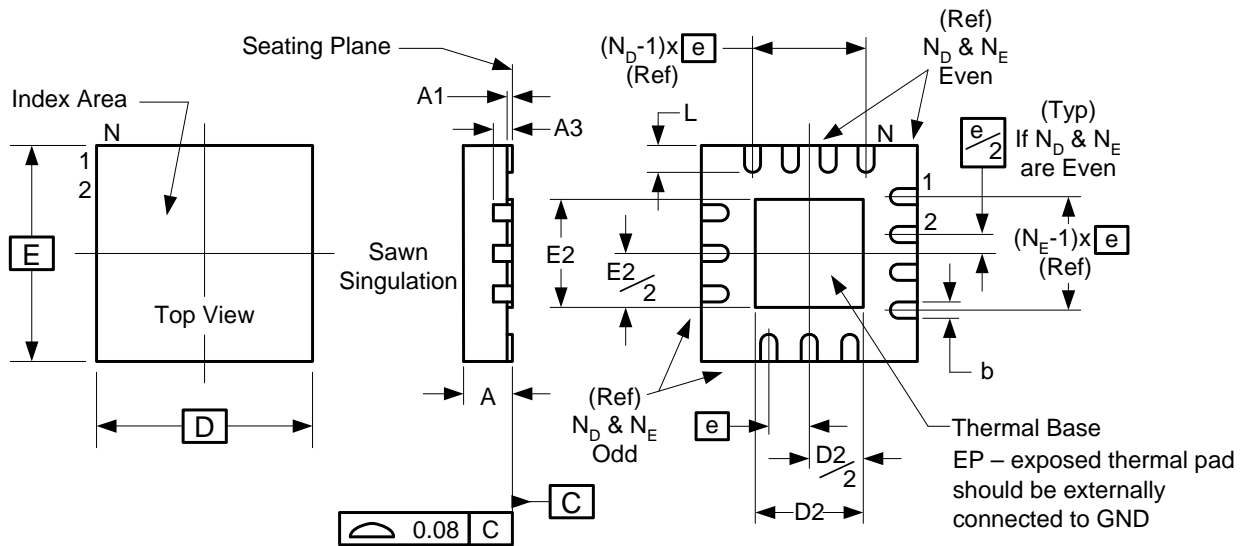 Seating Plane
Index Area
N
1
2
E
Top View
D
A1
A3
Sawn
Singulation
A
0.08 C
C
(N_D-1)x e
(Ref)
(Ref)
N_D & N_E
Even
L
N
e/2
(Typ)
If N_D & N_E
are Even
1
2
(N_E-1)x e
(Ref)
E2
E2/2
b
(Ref)
N_D & N_E
Odd
e
D2/2
D2
Thermal Base
EP – exposed thermal pad
should be externally
connected to GND